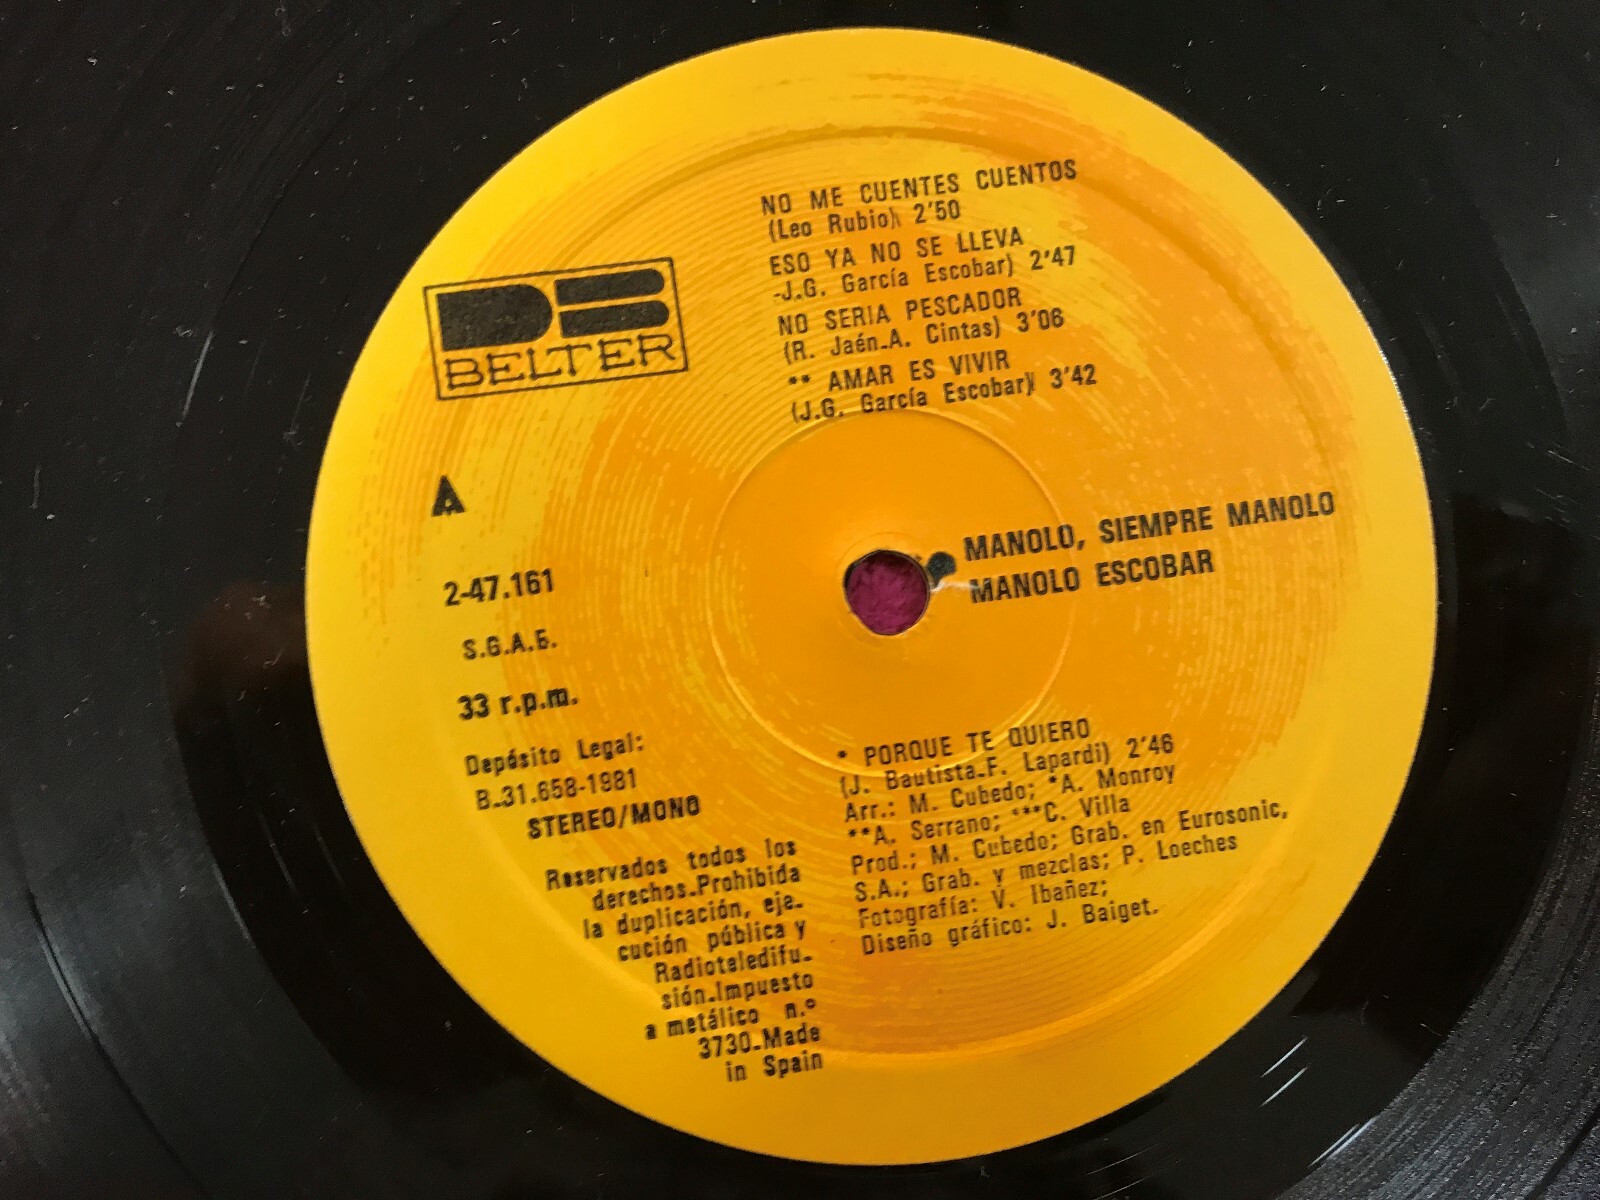 NO ME CUENTES CUENTOS
(Leo Rubio) 2'50
ESO YA NO SE LLEVA
-J.G. García Escobar) 2'47
NO SERIA PESCADOR
(R. Jaén-A. Cintas) 3'06
** AMAR ES VIVIR
(J.G. García Escobar) 3'42
BELTER
A
2-47.161
S.G.A.E.
33 r.p.m.
Depósito Legal:
B-31.658-1981
STEREO/MONO
Reservados todos los
derechos-Prohibida
la duplicación, eje-
cución pública y
Radioteledifu-
sión-Impuesto
a metálico n.º
3730-Made
in Spain
MANOLO, SIEMPRE MANOLO
MANOLO ESCOBAR
* PORQUE TE QUIERO
(J. Bautista-F. Lapardi) 2'46
Arr.: M. Cubedo; *A. Monroy
**A. Serrano; ***C. Villa
Prod.; M. Cubedo; Grab. en Eurosonic,
S.A.; Grab. y mezclas; P. Loeches
Fotografía: V. Ibañez;
Diseño gráfico: J. Baiget.